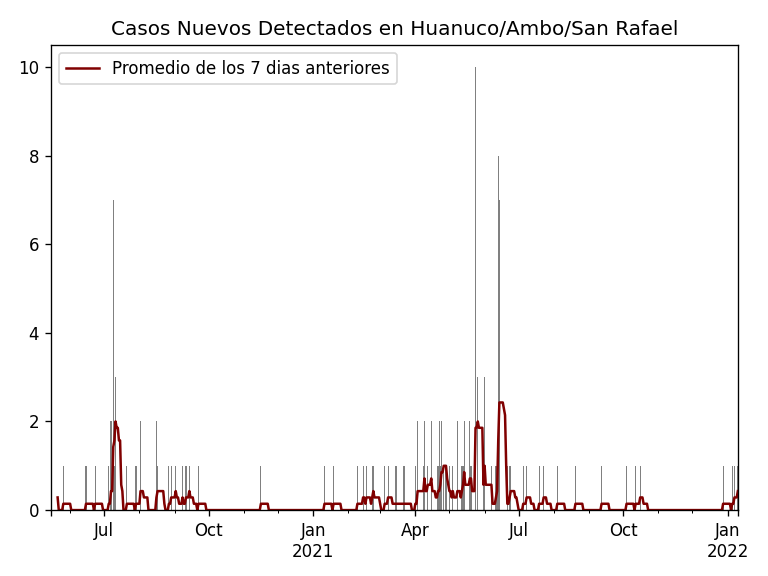 Casos Nuevos Detectados en Huanuco/Ambo/San Rafael
Promedio de los 7 dias anteriores
10
8
6
4
2
0
Jul
Oct
Jan
2021
Apr
Jul
Oct
Jan
2022